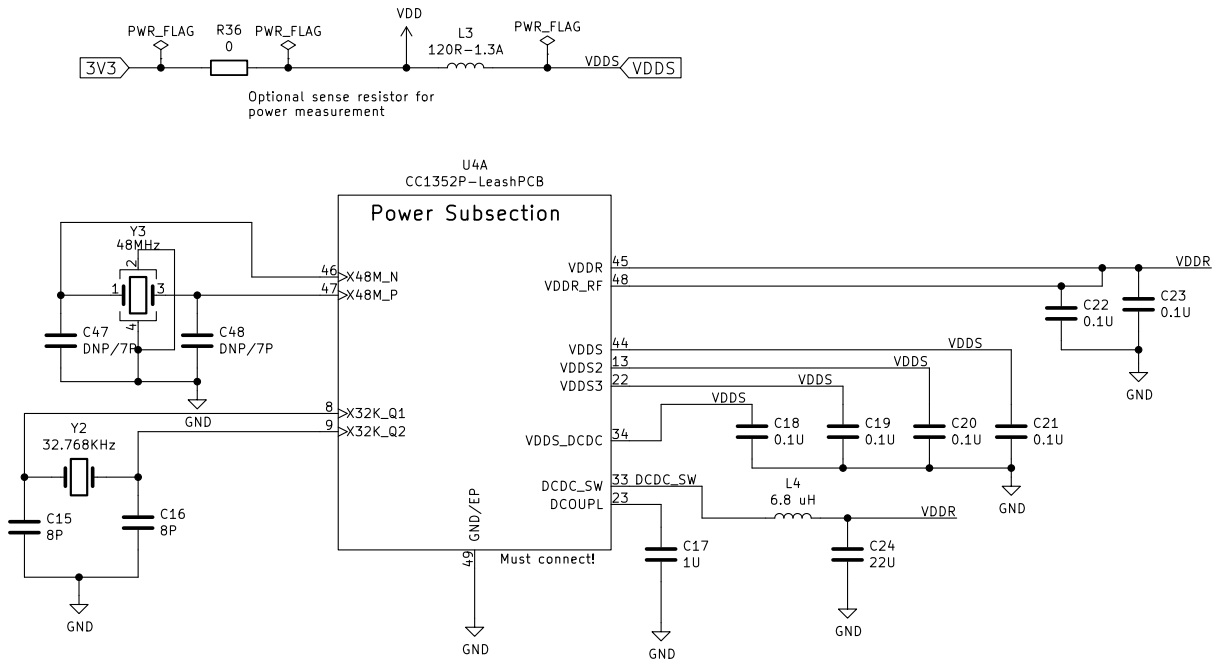 VDD
PWR_FLAG
R36
0
PWR_FLAG
L3
120R-1.3A
PWR_FLAG
3V3
VDDS
VDDS
Optional sense resistor for
power measurement
U4A
CC1352P-LeashPCB
Power Subsection
Y3
48MHz
2
1
3
4
46
X48M_N
47
X48M_P
C47
DNP/7P
C48
DNP/7P
GND
8
X32K_Q1
9
X32K_Q2
Y2
32.768KHz
C15
8P
C16
8P
GND
VDDR
45
VDDR
VDDR_RF
48
C22
0.1U
C23
0.1U
GND
VDDS
44
VDDS
VDDS2
13
VDDS
VDDS3
22
VDDS
VDDS
VDDS_DCDC
34
C18
0.1U
C19
0.1U
C20
0.1U
C21
0.1U
GND
DCDC_SW
33
DCDC_SW
DCOUPL
23
L4
6.8 uH
VDDR
C17
1U
C24
22U
GND
GND
GND/EP
49
Must connect!
GND